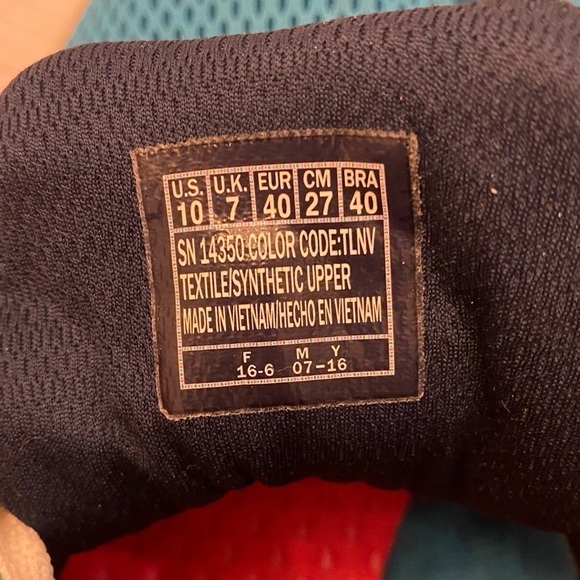 U.S. U.K. EUR CM BRA
10 7 40 27 40
SN 14350 COLOR CODE:TLNV
TEXTILE/SYNTHETIC UPPER
MADE IN VIETNAM/HECHO EN VIETNAM
F M Y
16-6 07-16